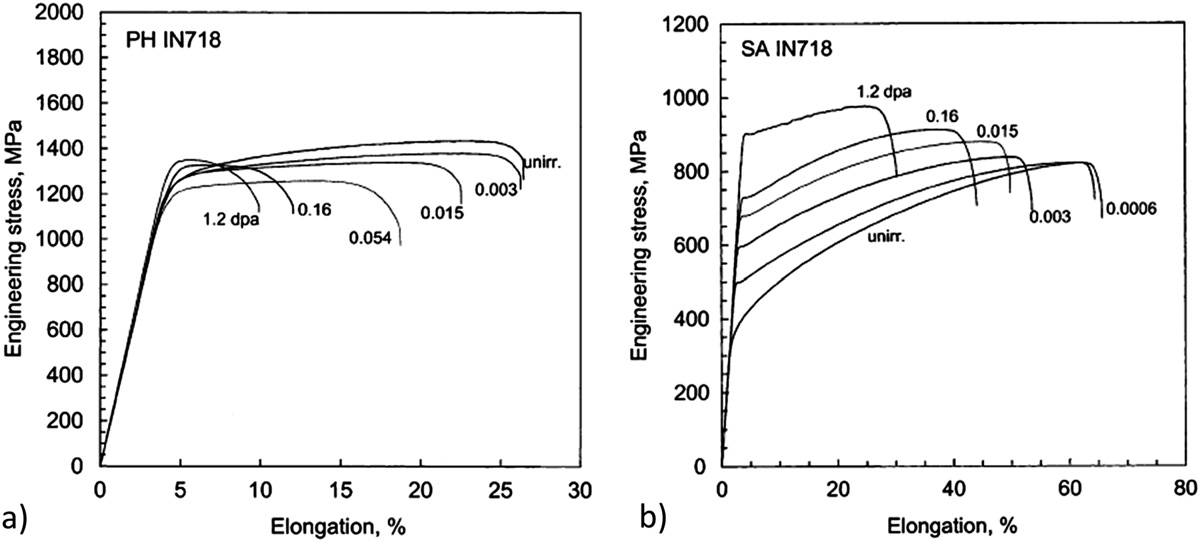 PH IN718
Engineering stress, MPa
2000
1800
1600
1400
1200
1000
800
600
400
200
0
unirr.
0.003
0.015
0.16
1.2 dpa
0.054
0 5 10 15 20 25 30
Elongation, %
a)
SA IN718
Engineering stress, MPa
1200
1000
800
600
400
200
0
1.2 dpa
0.16
0.015
0.003
0.0006
unirr.
0 20 40 60 80 100
Elongation, %
b)